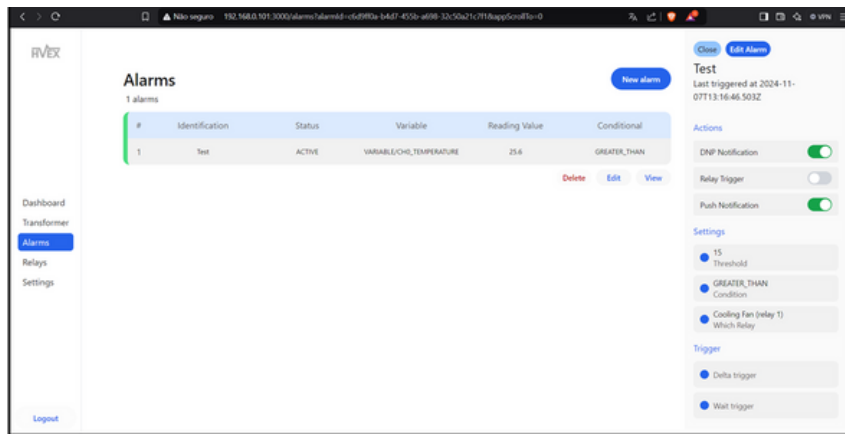 Não seguro 192.168.0.101:3000/alarms?alarmId=c6d9ff0a-b4d7-455b-a698-32c50a21c7f1&appScrollTo=0
VPN
AVEX
Dashboard
Transformer
Alarms
Relays
Settings
Logout
Alarms
1 alarms
New alarm
# Identification Status Variable Reading Value Conditional
1 Test ACTIVE VARIABLE/CH0_TEMPERATURE 25.6 GREATER_THAN
Delete Edit View
Close Edit Alarm
Test
Last triggered at 2024-11-
07T13:16:46.503Z
Actions
DNP Notification
Relay Trigger
Push Notification
Settings
15
Threshold
GREATER_THAN
Condition
Cooling Fan (relay 1)
Which Relay
Trigger
Delta trigger
Wait trigger